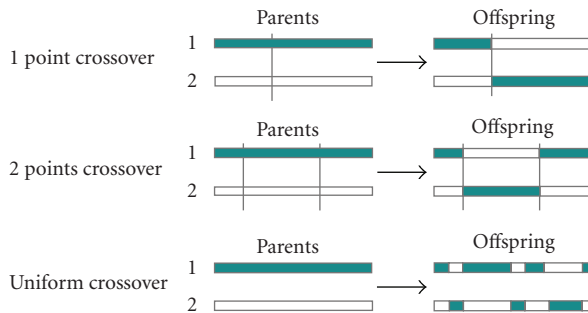 Parents Offspring
1 point crossover
1
2
Parents Offspring
2 points crossover
1
2
Parents Offspring
Uniform crossover
1
2